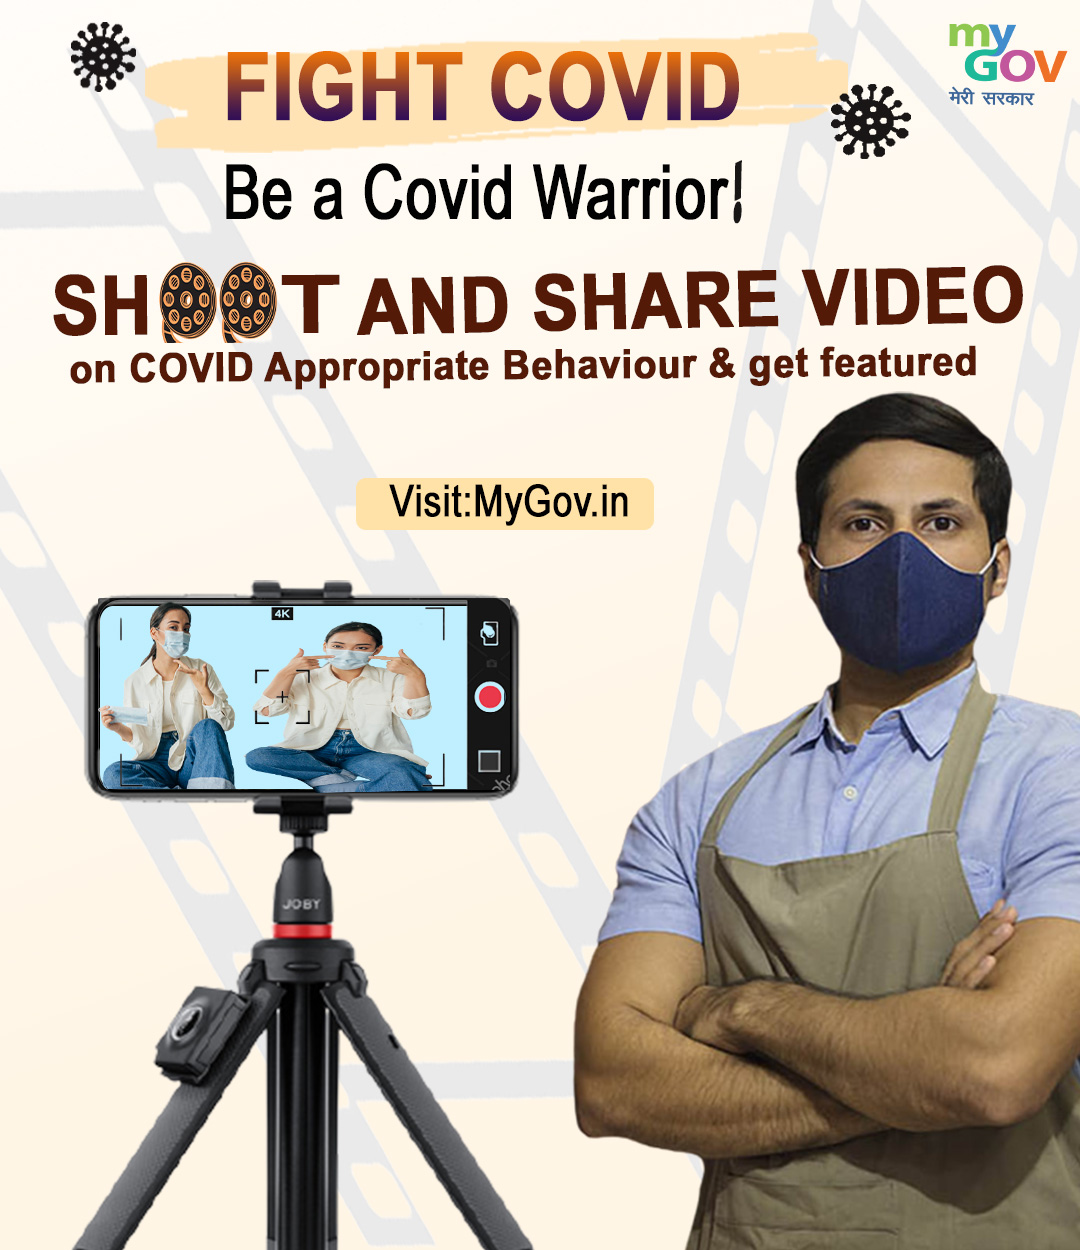 my
GOV
मेरी सरकार
FIGHT COVID
Be a Covid Warrior!
SHOOT AND SHARE VIDEO
on COVID Appropriate Behaviour & get featured
Visit:MyGov.in
4K
JOBY